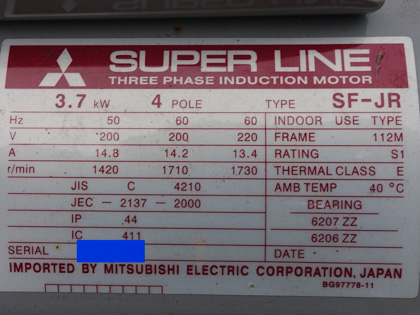 SUPER LINE
THREE PHASE INDUCTION MOTOR
3.7 kW 4 POLE TYPE SF-JR
Hz 50 60 60 INDOOR USE TYPE
V 200 200 220 FRAME 112M
A 14.8 14.2 13.4 RATING S1
r/min 1420 1710 1730 THERMAL CLASS E
JIS C 4210 AMB TEMP 40 °C
JEC - 2137 - 2000 BEARING
IP 44 6207 ZZ
IC 411 6206 ZZ
SERIAL DATE
IMPORTED BY MITSUBISHI ELECTRIC CORPORATION, JAPAN
BG97778-11